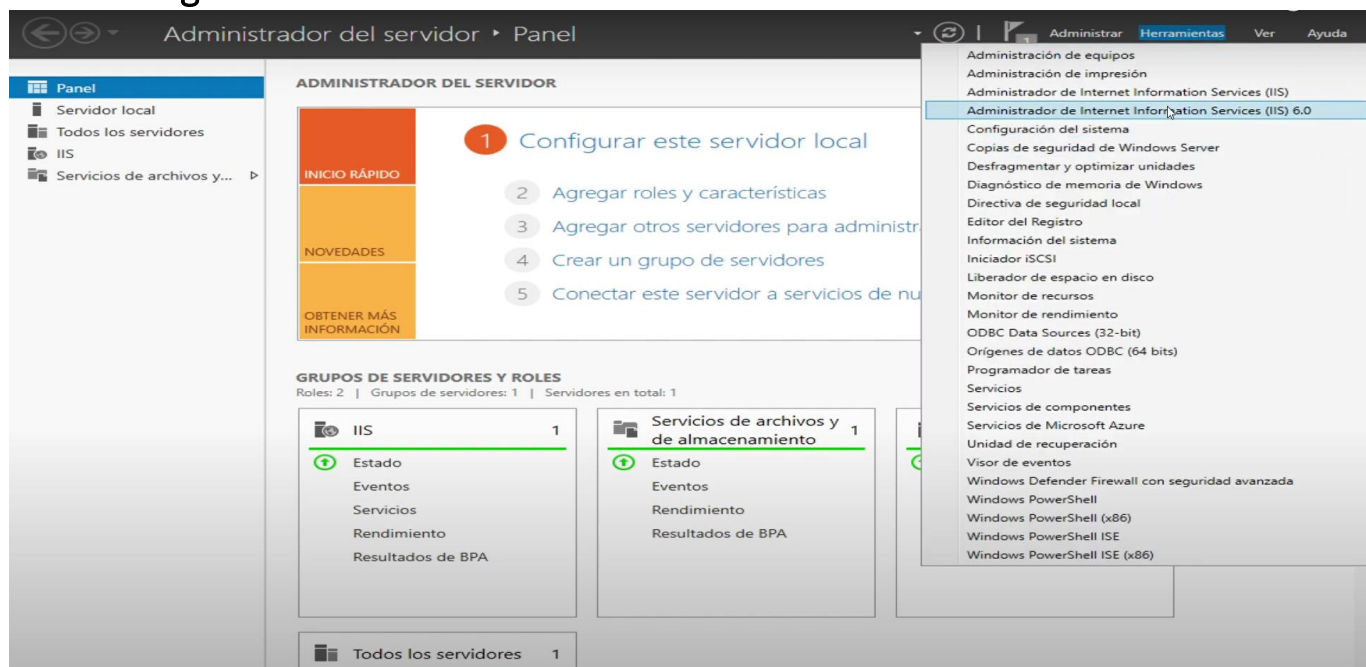 Administrador del servidor ‣ Panel
1
Administrar Herramientas Ver Ayuda
Panel
Servidor local
Todos los servidores
IIS
Servicios de archivos y...
ADMINISTRADOR DEL SERVIDOR
INICIO RÁPIDO
NOVEDADES
OBTENER MÁS
INFORMACIÓN
1 Configurar este servidor local
2 Agregar roles y características
3 Agregar otros servidores para administr
4 Crear un grupo de servidores
5 Conectar este servidor a servicios de nu
GRUPOS DE SERVIDORES Y ROLES
Roles: 2 | Grupos de servidores: 1 | Servidores en total: 1
IIS 1
Estado
Eventos
Servicios
Rendimiento
Resultados de BPA
Servicios de archivos y
de almacenamiento 1
Estado
Eventos
Rendimiento
Resultados de BPA
Todos los servidores 1
Administración de equipos
Administración de impresión
Administrador de Internet Information Services (IIS)
Administrador de Internet Information Services (IIS) 6.0
Configuración del sistema
Copias de seguridad de Windows Server
Desfragmentar y optimizar unidades
Diagnóstico de memoria de Windows
Directiva de seguridad local
Editor del Registro
Información del sistema
Iniciador iSCSI
Liberador de espacio en disco
Monitor de recursos
Monitor de rendimiento
ODBC Data Sources (32-bit)
Orígenes de datos ODBC (64 bits)
Programador de tareas
Servicios
Servicios de componentes
Servicios de Microsoft Azure
Unidad de recuperación
Visor de eventos
Windows Defender Firewall con seguridad avanzada
Windows PowerShell
Windows PowerShell (x86)
Windows PowerShell ISE
Windows PowerShell ISE (x86)